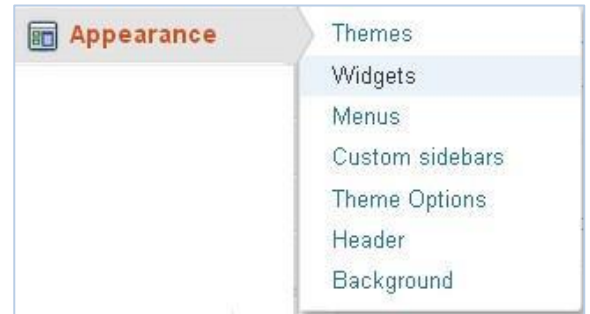 Appearance
Themes
Widgets
Menus
Custom sidebars
Theme Options
Header
Background